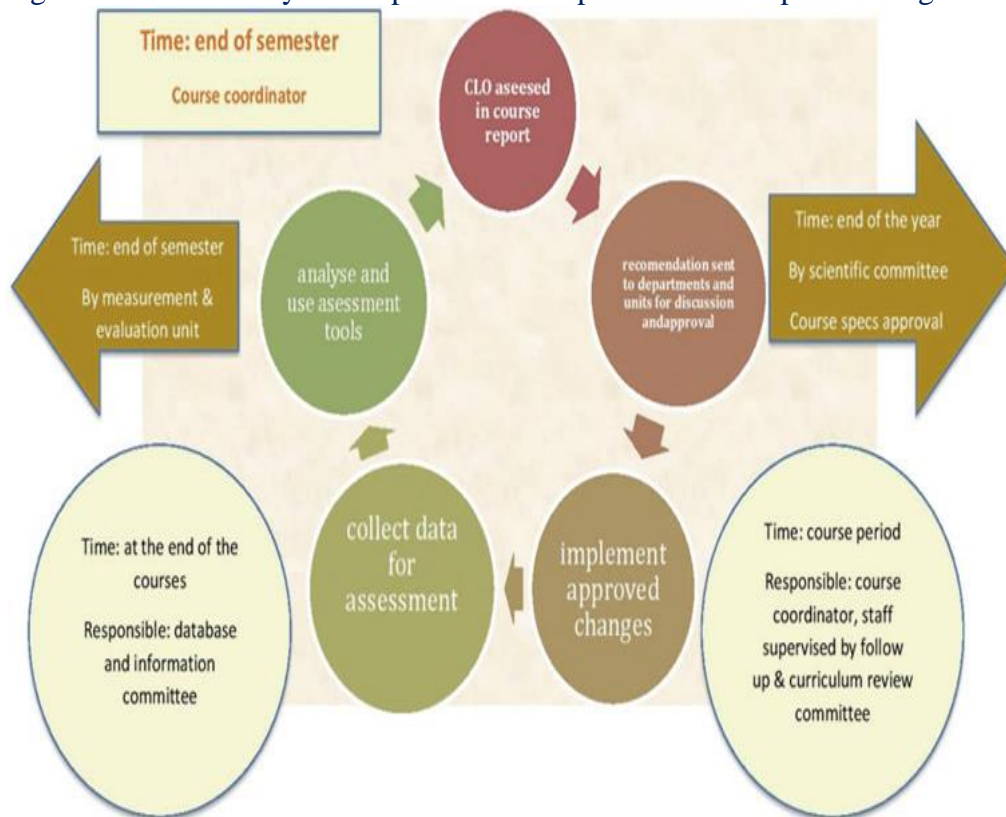 Time: end of semester
Course coordinator
CLO aseesed
in course
report
Time: end of semester
By measurement &
evaluation unit
analyse and
use asessment
tools
recomendation sent
to departments and
units for discussion
andapproval
Time: end of the year
By scientific committee
Course specs approval
collect data
for
assessment
implement
approved
changes
Time: at the end of the
courses
Responsible: database
and information
committee
Time: course period
Responsible: course
coordinator, staff
supervised by follow
up & curriculum review
committee